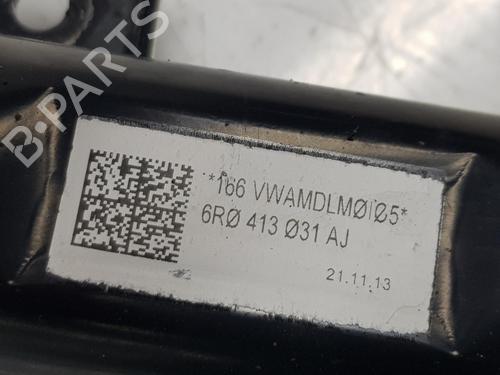 B-PARTS
*166 VWAMDLMØIØ5*
6RØ 413 Ø31 AJ
21.11.13